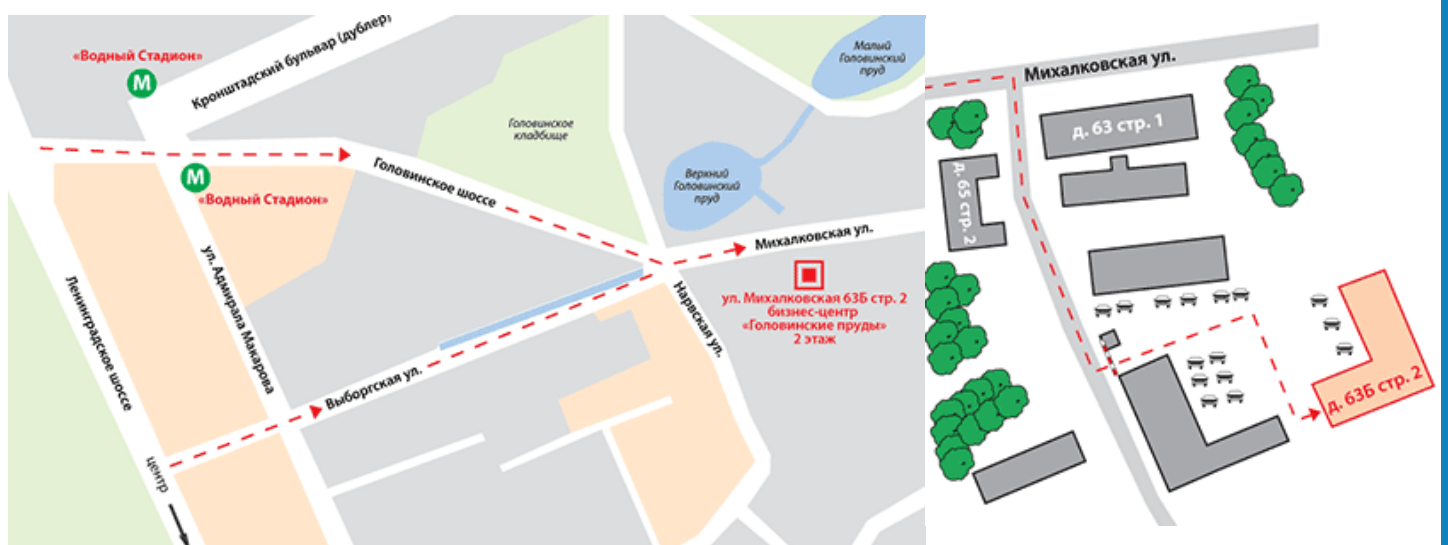 «Водный Стадион»
М
Кронштадский бульвар (дублер)
Малый
Головинский
пруд
Головинское
кладбище
Верхний
Головинский
пруд
М
«Водный Стадион»
Головинское шоссе
Михалковская ул.
ул. Михалковская 63Б стр. 2
бизнес-центр
«Головинские пруды»
2 этаж
Ленинградское шоссе
ул. Адмирала Макарова
Нарвская ул.
Выборгская ул.
центр
Михалковская ул.
д. 63 стр. 1
д. 65 стр. 2
д. 63Б стр. 2